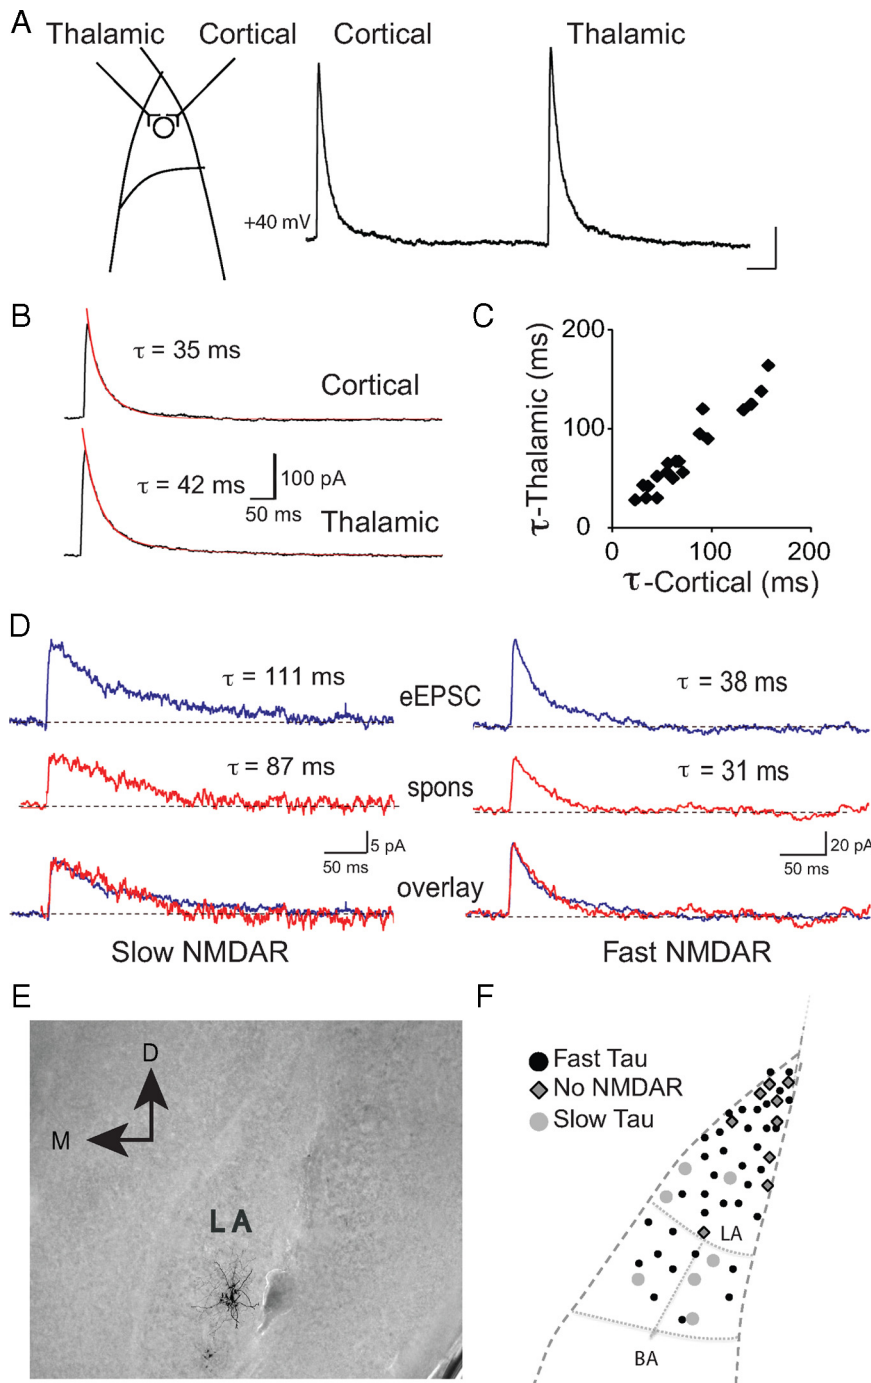 A
Thalamic Cortical Cortical Thalamic
+40 mV
B
τ = 35 ms
Cortical
τ = 42 ms
100 pA
50 ms
Thalamic
C
τ-Thalamic (ms)
200
100
0
0 100 200
τ-Cortical (ms)
D
τ = 111 ms
eEPSC
τ = 38 ms
τ = 87 ms
spons
τ = 31 ms
5 pA
50 ms
20 pA
50 ms
overlay
Slow NMDAR
Fast NMDAR
E
D
M
LA
F
Fast Tau
No NMDAR
Slow Tau
LA
BA